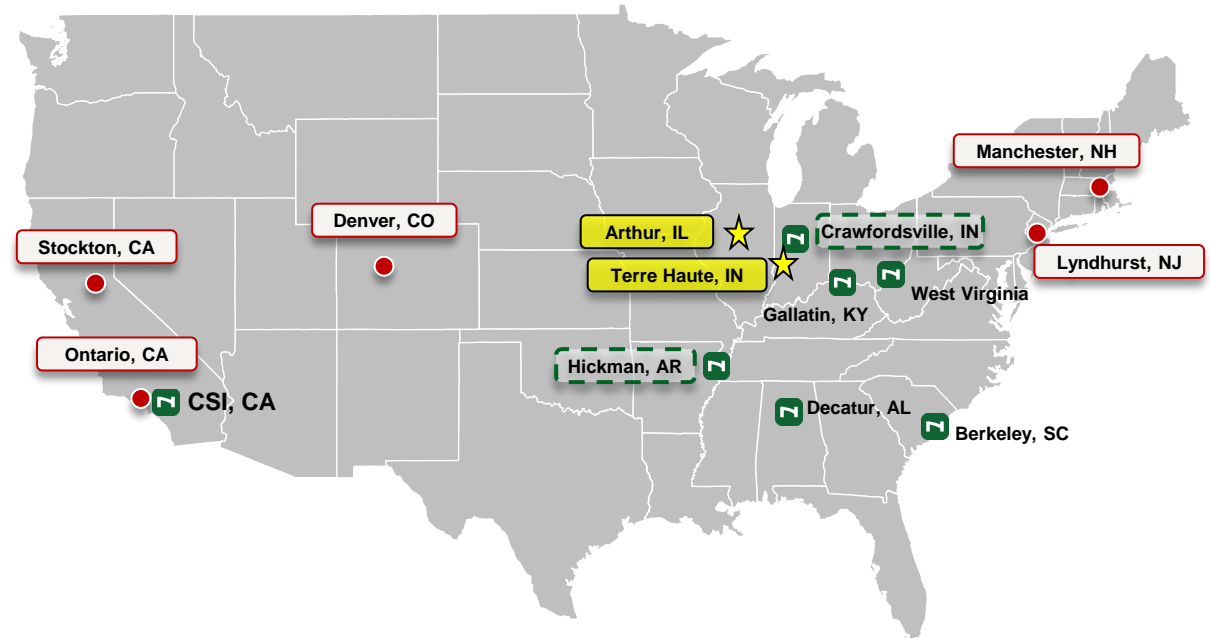 Manchester, NH
Denver, CO
Arthur, IL
Crawfordsville, IN
Stockton, CA
Lyndhurst, NJ
Terre Haute, IN
West Virginia
Gallatin, KY
Ontario, CA
Hickman, AR
CSI, CA
Decatur, AL
Berkeley, SC